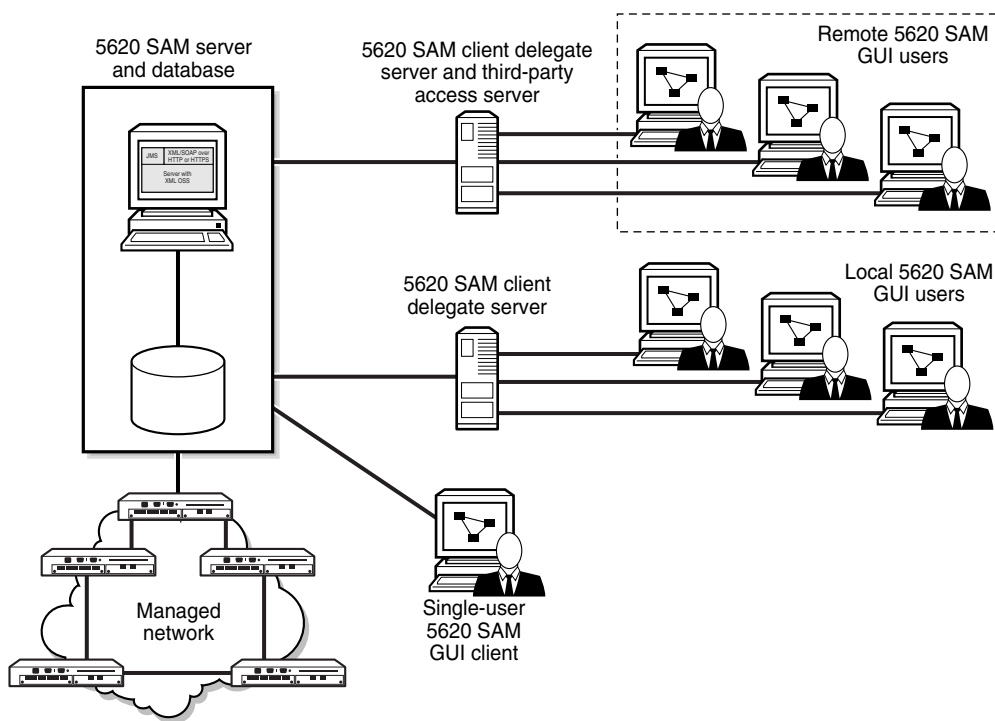 5620 SAM server
and database
5620 SAM client delegate
server and third-party
access server
Remote 5620 SAM
GUI users
JMS
XML/SOAP over
HTTP or HTTPS
Server with
XML OSS
5620 SAM client
delegate server
Local 5620 SAM
GUI users
Managed
network
Single-user
5620 SAM
GUI client